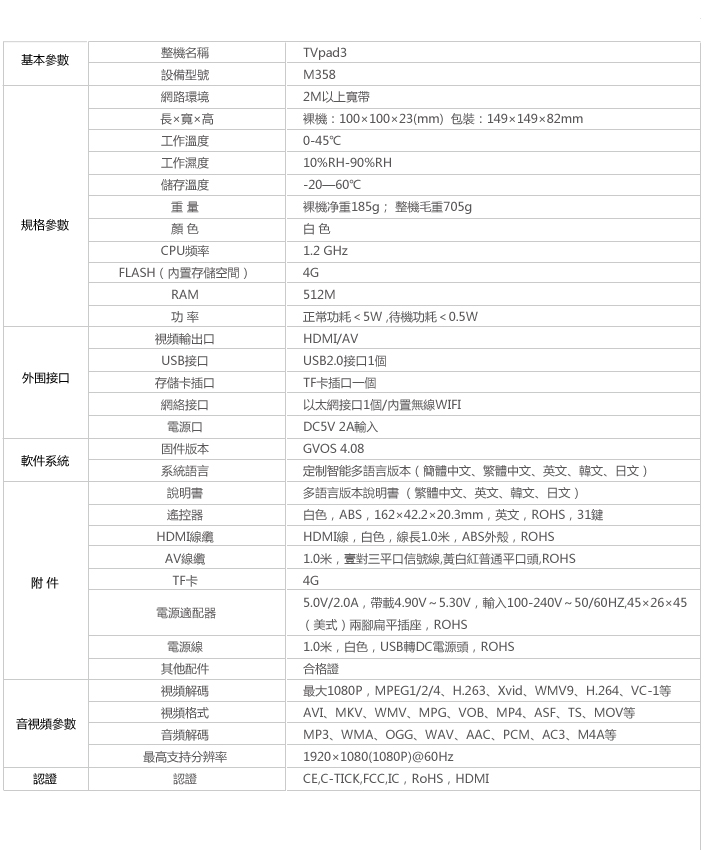 基本參數
整機名稱 TVpad3
設備型號 M358
規格參數
網路環境 2M以上寬帶
長×寬×高 裸機：100×100×23(mm) 包裝：149×149×82mm
工作溫度 0-45℃
工作濕度 10%RH-90%RH
儲存溫度 -20—60℃
重 量 裸機净重185g； 整機毛重705g
顏 色 白 色
CPU频率 1.2 GHz
FLASH（内置存儲空間） 4G
RAM 512M
功 率 正常功耗＜5W ,待機功耗＜0.5W
外围接口
視頻輸出口 HDMI/AV
USB接口 USB2.0接口1個
存儲卡插口 TF卡插口一個
網絡接口 以太網接口1個/內置無線WIFI
電源口 DC5V 2A輸入
軟件系統
固件版本 GVOS 4.08
系統語言 定制智能多語言版本（簡體中文、繁體中文、英文、韓文、日文）
附 件
說明書 多語言版本說明書（繁體中文、英文、韓文、日文）
遙控器 白色，ABS，162×42.2×20.3mm，英文，ROHS，31鍵
HDMI線纜 HDMI線，白色，線長1.0米，ABS外殼，ROHS
AV線纜 1.0米，壹對三平口信號線,黃白紅普通平口頭,ROHS
TF卡 4G
電源適配器 5.0V/2.0A，帶載4.90V～5.30V，輸入100-240V～50/60HZ,45×26×45
（美式）兩腳扁平插座，ROHS
電源線 1.0米，白色，USB轉DC電源頭，ROHS
其他配件 合格證
音視頻參數
視頻解碼 最大1080P，MPEG1/2/4、H.263、Xvid、WMV9、H.264、VC-1等
視頻格式 AVI、MKV、WMV、MPG、VOB、MP4、ASF、TS、MOV等
音頻解碼 MP3、WMA、OGG、WAV、AAC、PCM、AC3、M4A等
最高支持分辨率 1920×1080(1080P)@60Hz
認證
認證 CE,C-TICK,FCC,IC，RoHS，HDMI